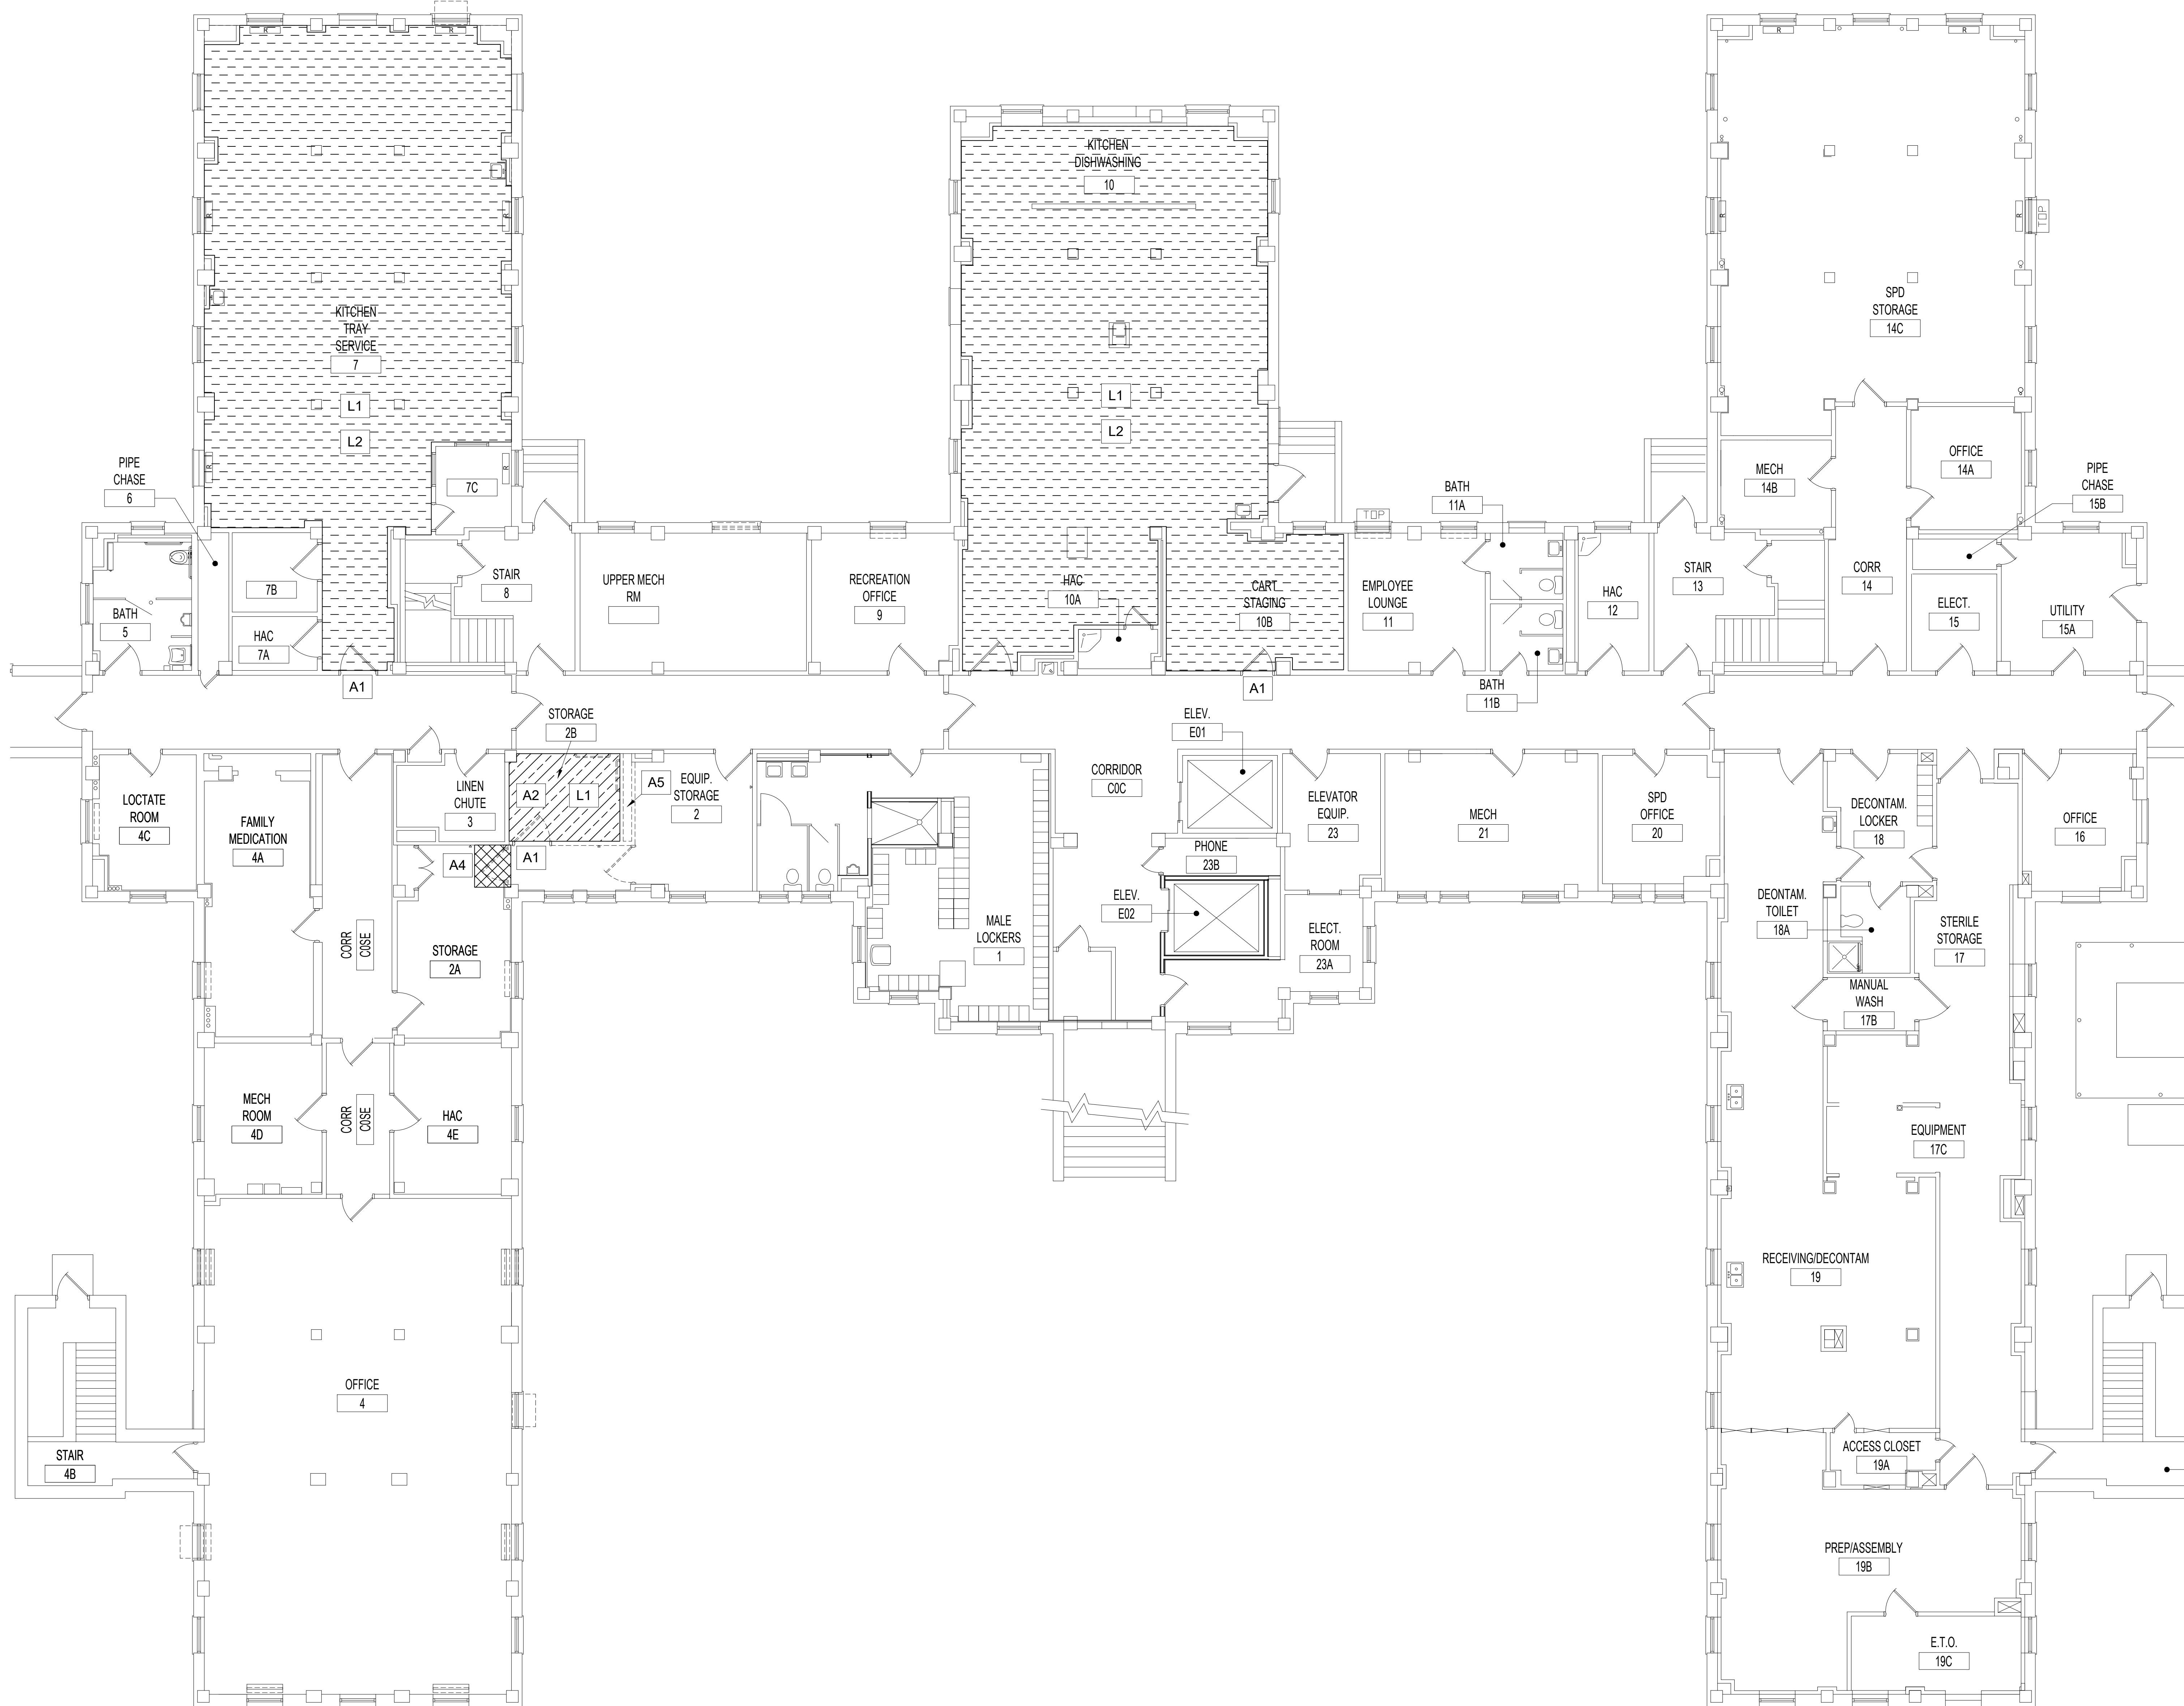 R
R
R
R
KITCHEN
DISHWASHING
10
R
R
R
R
TOP
KITCHEN
TRAY
SERVICE
7
SPD
STORAGE
14C
L1
L2
L1
L2
R
R
7C
PIPE
CHASE
6
BATH
11A
TOP
MECH
14B
OFFICE
14A
PIPE
CHASE
15B
7B
STAIR
8
UPPER MECH
RM
RECREATION
OFFICE
9
HAC
10A
CART
STAGING
10B
EMPLOYEE
LOUNGE
11
HAC
12
STAIR
13
CORR
14
ELECT.
15
UTILITY
15A
BATH
5
HAC
7A
A1
A1
BATH
11B
STORAGE
2B
ELEV.
E01
LOCTATE
ROOM
4C
FAMILY
MEDICATION
4A
LINEN
CHUTE
3
A2
L1
A5
EQUIP.
STORAGE
2
CORRIDOR
C0C
ELEVATOR
EQUIP.
23
MECH
21
SPD
OFFICE
20
DECONTAM.
LOCKER
18
OFFICE
16
A4
A1
PHONE
23B
ELEV.
E02
CORR
C0SE
STORAGE
2A
MALE
LOCKERS
1
ELECT.
ROOM
23A
DEONTAM.
TOILET
18A
STERILE
STORAGE
17
MANUAL
WASH
17B
MECH
ROOM
4D
CORR
C0SE
HAC
4E
EQUIPMENT
17C
RECEIVING/DECONTAM
19
OFFICE
4
STAIR
4B
ACCESS CLOSET
19A
PREP/ASSEMBLY
19B
E.T.O.
19C